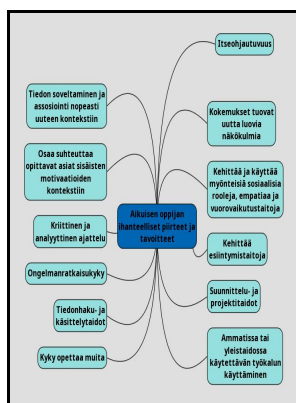 Itseohjautuvuus
Tiedon soveltaminen ja
assosiointi nopeasti
uuteen kontekstiin
Kokemukset tuovat
uutta luovia
näkökulmia
Osaa suhteuttaa
opittavat asiat sisäisten
motivaatioiden
kontekstiin
Kehittää ja käyttää
myönteisiä sosiaalisia
rooleja, empatiaa ja
vuorovaikutustaitoja
Aikuisen oppijan
ihanteelliset piirteet ja
tavoitteet
Kriittinen ja
analyyttinen ajattelu
Kehittää
esiintymistaitoja
Ongelmanratkaisukyky
Suunnittelu- ja
projektitaidot
Tiedonhaku- ja
käsittelytaidot
Ammatissa tai
yleistaidossa
käytettävän työkalun
käyttäminen
Kyky opettaa muita